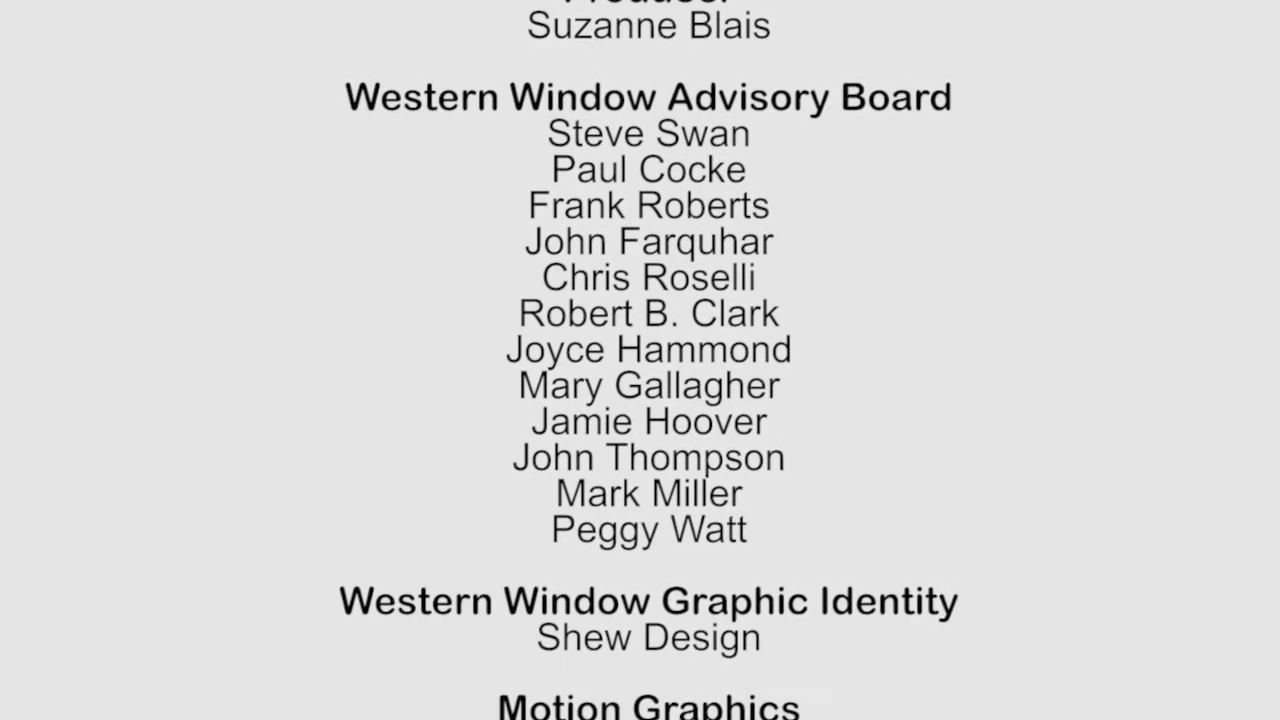 Producer
Suzanne Blais
Western Window Advisory Board
Steve Swan
Paul Cocke
Frank Roberts
John Farquhar
Chris Roselli
Robert B. Clark
Joyce Hammond
Mary Gallagher
Jamie Hoover
John Thompson
Mark Miller
Peggy Watt
Western Window Graphic Identity
Shew Design
Motion Graphics